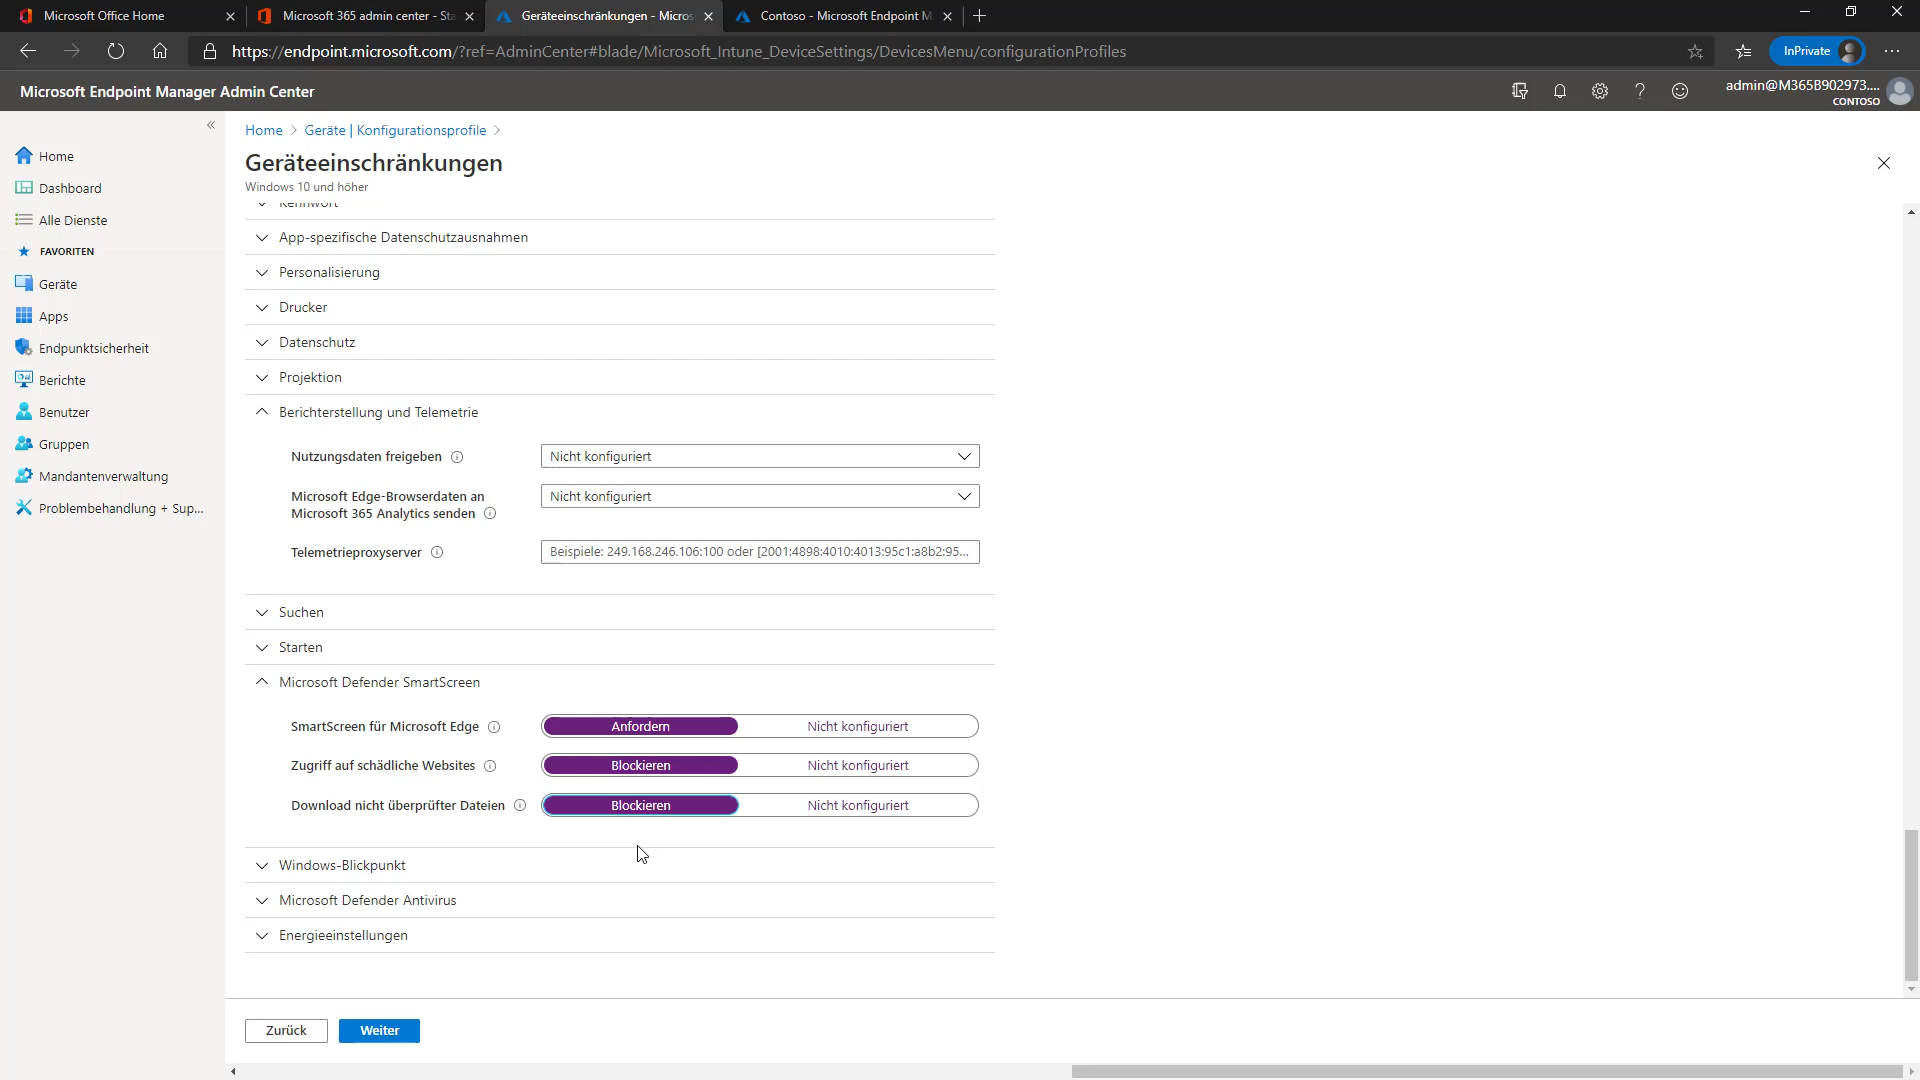 Microsoft Office Home
Microsoft 365 admin center - Sta
Geräteeinschränkungen - Micros
Contoso - Microsoft Endpoint M
https://endpoint.microsoft.com/?ref=AdminCenter#blade/Microsoft_Intune_DeviceSettings/DevicesMenu/configurationProfiles
InPrivate
Microsoft Endpoint Manager Admin Center
admin@M365B902973....
CONTOSO
Home
Dashboard
Alle Dienste
FAVORITEN
Geräte
Apps
Endpunktsicherheit
Berichte
Benutzer
Gruppen
Mandantenverwaltung
Problembehandlung + Sup...
Home > Geräte | Konfigurationsprofile >
Geräteeinschränkungen
Windows 10 und höher
Kennwort
App-spezifische Datenschutzausnahmen
Personalisierung
Drucker
Datenschutz
Projektion
Berichterstellung und Telemetrie
Nutzungsdaten freigeben Nicht konfiguriert
Microsoft Edge-Browserdaten an Nicht konfiguriert
Microsoft 365 Analytics senden
Telemetrieproxyserver Beispiele: 249.168.246.106:100 oder [2001:4898:4010:4013:95c1:a8b2:95...
Suchen
Starten
Microsoft Defender SmartScreen
SmartScreen für Microsoft Edge Anfordern Nicht konfiguriert
Zugriff auf schädliche Websites Blockieren Nicht konfiguriert
Download nicht überprüfter Dateien Blockieren Nicht konfiguriert
Windows-Blickpunkt
Microsoft Defender Antivirus
Energieeinstellungen
Zurück Weiter